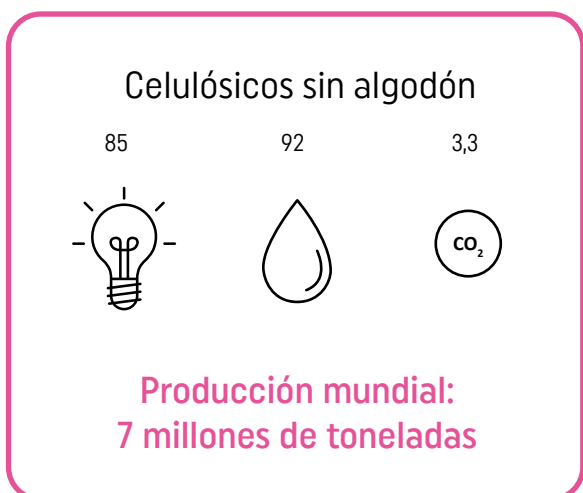 Celulósicos sin algodón
85 92 3,3
CO₂
Producción mundial:
7 millones de toneladas